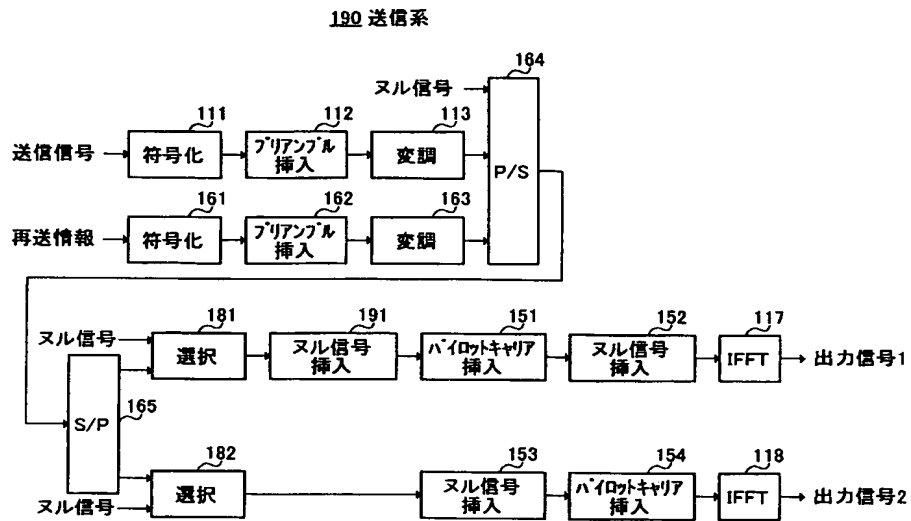 190 送信系
164
ヌル信号
111
112
113
送信信号
符号化
プリアンブル
挿入
変調
P/S
161
162
163
再送情報
符号化
プリアンブル
挿入
変調
181
191
151
152
117
ヌル信号
選択
ヌル信号
挿入
パイロットキャリア
挿入
ヌル信号
挿入
IFFT
出力信号1
S/P
165
182
153
154
118
選択
ヌル信号
挿入
パイロットキャリア
挿入
IFFT
出力信号2
ヌル信号